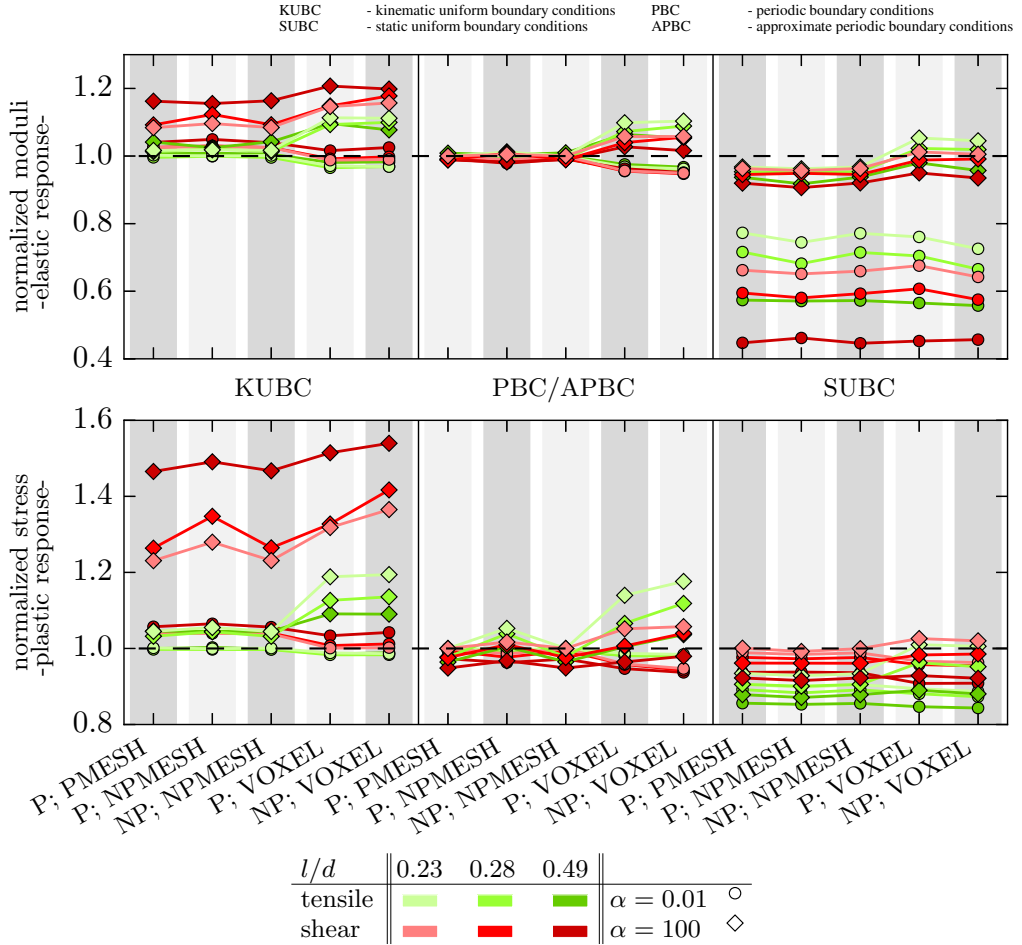 KUBC - kinematic uniform boundary conditions PBC - periodic boundary conditions
SUBC - static uniform boundary conditions APBC - approximate periodic boundary conditions
normalized moduli
-elastic response-
1.2
1.0
0.8
0.6
0.4
KUBC PBC/APBC SUBC
normalized stress
-plastic response-
1.6
1.4
1.2
1.0
0.8
P; PMESH
P; NPMESH
NP; NPMESH
P; VOXEL
NP; VOXEL
P; PMESH
P; NPMESH
NP; NPMESH
P; VOXEL
NP; VOXEL
P; PMESH
P; NPMESH
NP; NPMESH
P; VOXEL
NP; VOXEL
l/d 0.23 0.28 0.49
tensile α = 0.01
shear α = 100